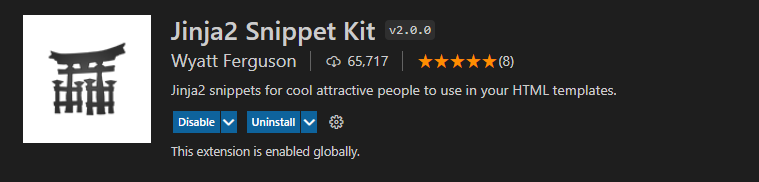 Jinja2 Snippet Kit v2.0.0
Wyatt Ferguson 65,717 ★★★★★(8)
Jinja2 snippets for cool attractive people to use in your HTML templates.
Disable Uninstall
This extension is enabled globally.